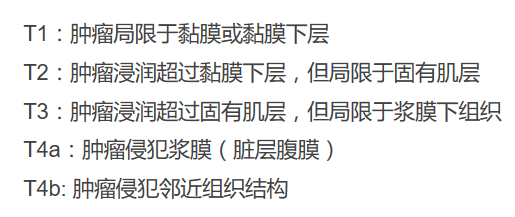 T1：肿瘤局限于黏膜或黏膜下层
T2：肿瘤浸润超过黏膜下层，但局限于固有肌层
T3：肿瘤浸润超过固有肌层，但局限于浆膜下组织
T4a：肿瘤侵犯浆膜（脏层腹膜）
T4b: 肿瘤侵犯邻近组织结构